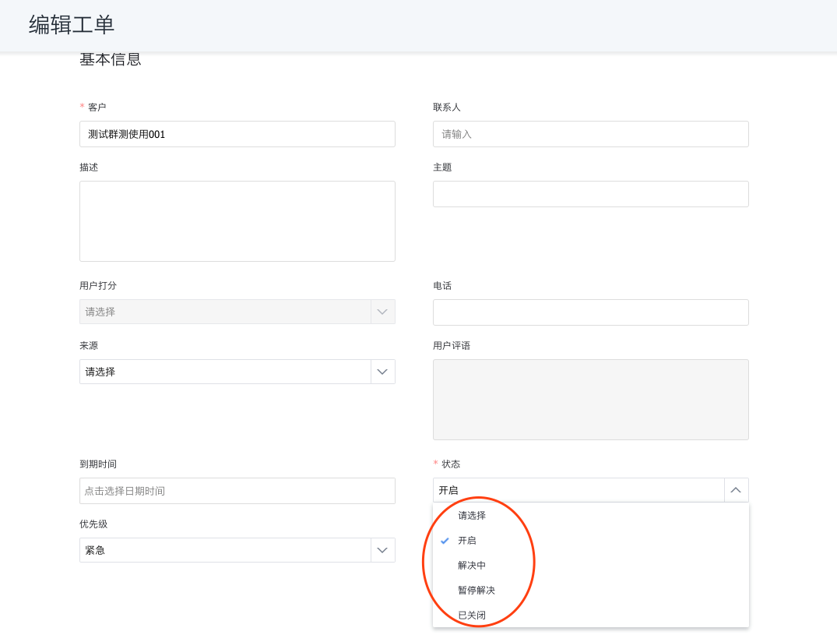 编辑工单
基本信息
* 客户
联系人
测试群测使用001
请输入
描述
主题
用户打分
电话
请选择
来源
用户评语
请选择
到期时间
* 状态
点击选择日期时间
开启
优先级
请选择
紧急
开启
解决中
暂停解决
已关闭